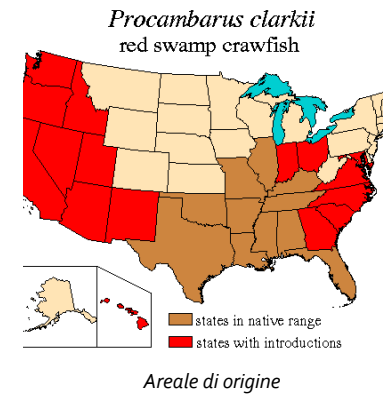 Procambarus clarkii
red swamp crawfish
states in native range
states with introductions
Areale di origine